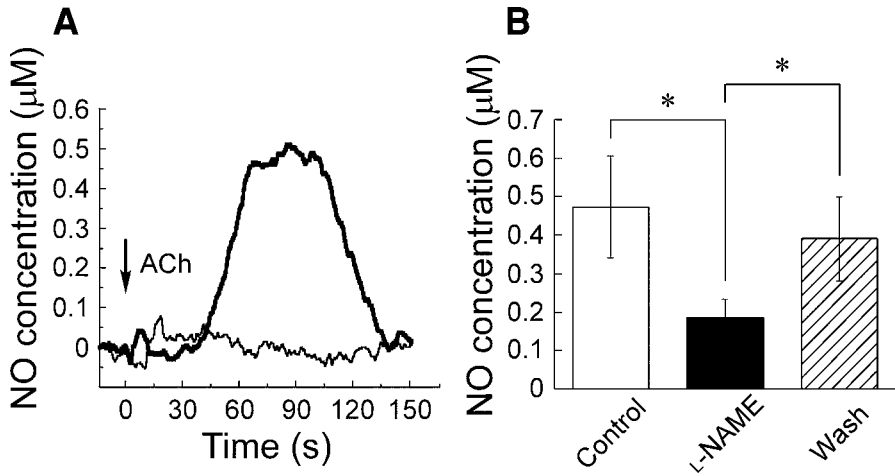 A
NO concentration (μM)
0.6
0.5
0.4
0.3
0.2
0.1
0
ACh
0
30
60
90
120
150
Time (s)
B
NO concentration (μM)
0.7
0.6
0.5
0.4
0.3
0.2
0.1
0
*
*
Control
L-NAME
Wash